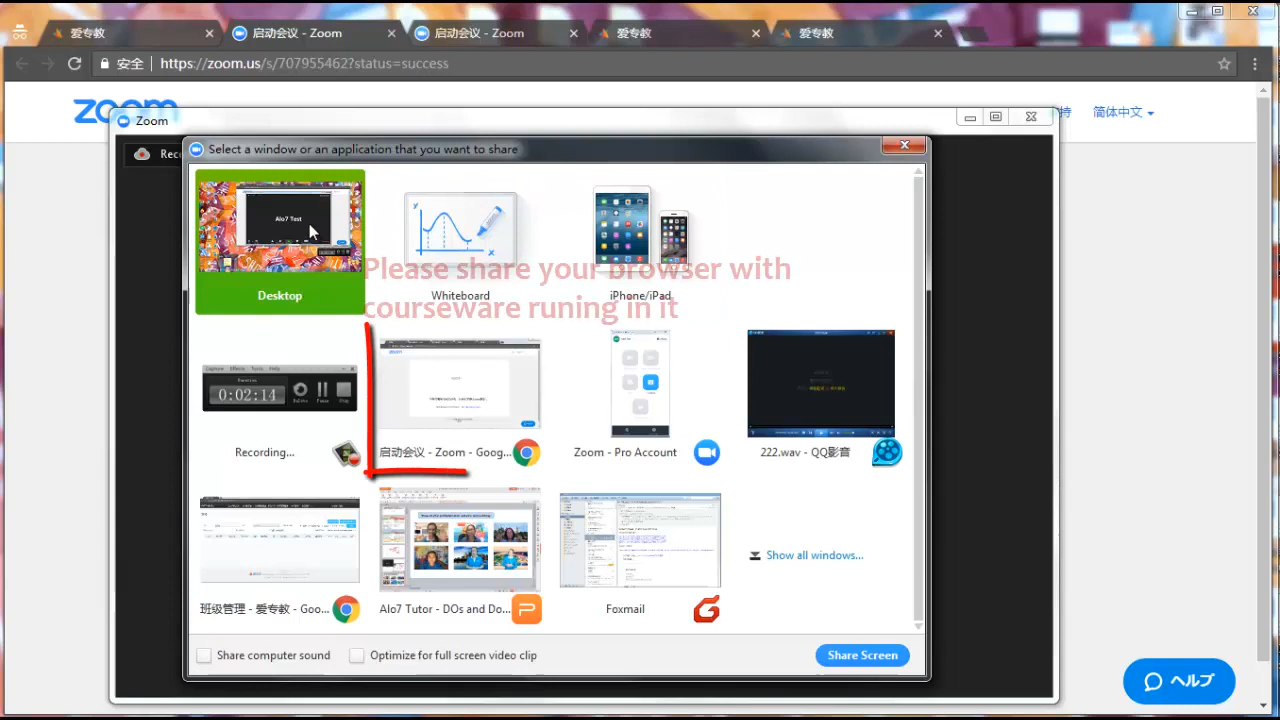 爱专教
启动会议 - Zoom
启动会议 - Zoom
爱专教
爱专教
安全
https://zoom.us/s/707955462?status=success
zoom
持
简体中文
Zoom
Reco
Select a window or an application that you want to share
Alo7 Test
Desktop
Whiteboard
iPhone/iPad
Please share your browser with
courseware runing in it
0:02:14
Recording...
启动会议 - Zoom - Goog...
Zoom - Pro Account
222.wav - QQ影音
班级管理 - 爱专教 - Goo...
Alo7 Tutor - DOs and Do...
Foxmail
Show all windows...
Share computer sound
Optimize for full screen video clip
Share Screen
ヘルプ